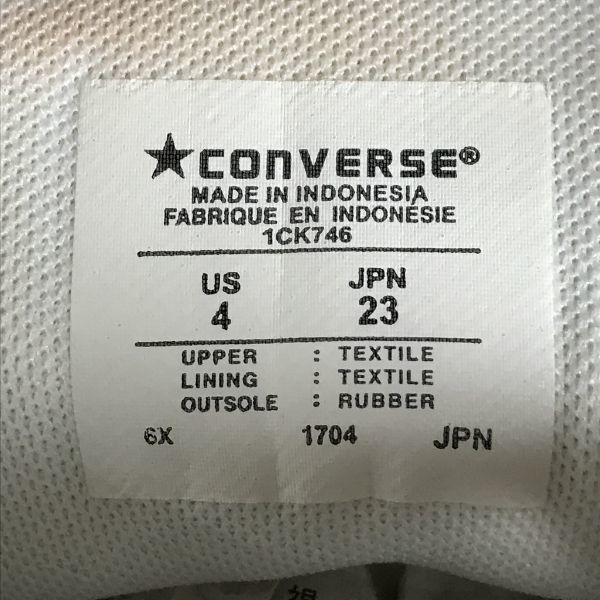 ★CONVERSE®
MADE IN INDONESIA
FABRIQUE EN INDONÉSIE
1CK746
US JPN
4 23
UPPER : TEXTILE
LINING : TEXTILE
OUTSOLE : RUBBER
6X 1704 JPN